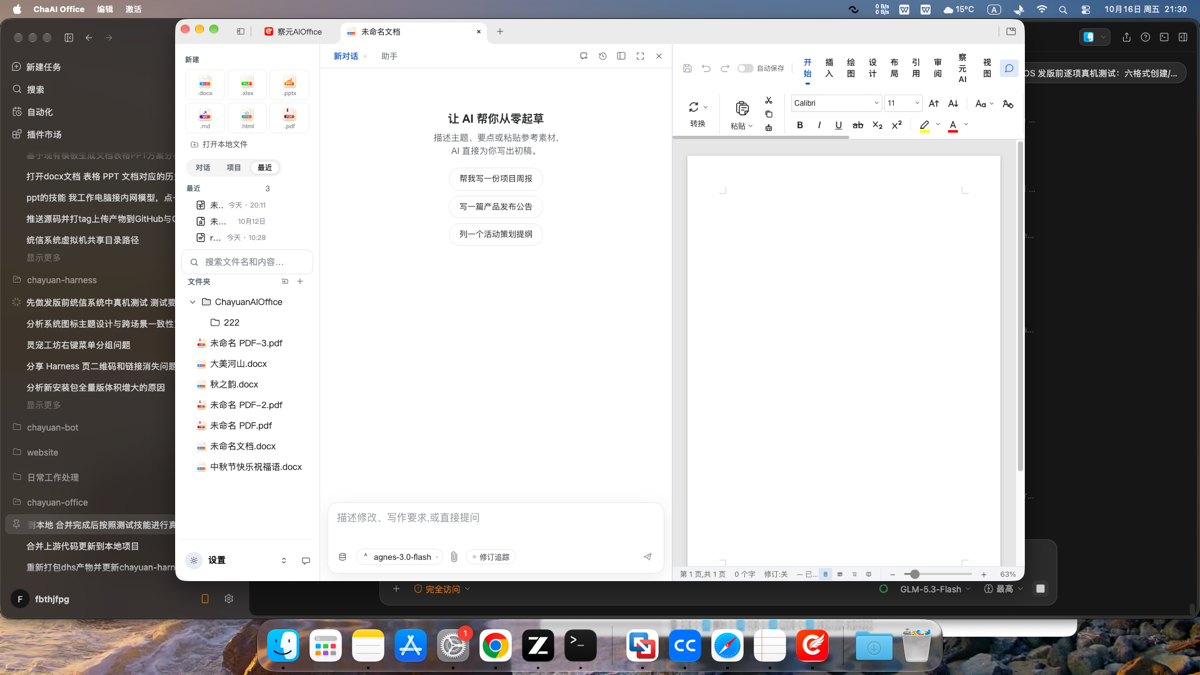 ChaAI Office 编辑 激活
0 B/s
0 B/s
15°C
A
10月16日 周五 21:30
新建任务
搜索
自动化
插件市场
打开docx文档 表格 PPT 文档对应的历
ppt的技能 我工作电脑接内网模型，点
推送源码并打tag上传产物到GitHub与G
统信系统虚拟机共享目录路径
显示更多
chayuan-harness
先做发版前统信系统中真机测试 测试要
分析系统图标主题设计与跨场景一致性
灵宠工坊右键菜单分组问题
分享 Harness 页二维码和链接消失问题
分析新安装包全量版体积增大的原因
显示更多
chayuan-bot
website
日常工作处理
chayuan-office
到本地 合并完成后按照测试技能进行真
合并上游代码更新到本地项目
重新打包dhs产物并更新chayuan-harn
F fbthjfpg
察元AIOffice
未命名文档
新建
.docx
.xlsx
.pptx
.md
.html
.pdf
打开本地文件
对话 项目 最近
最近 3
未.. 今天 · 20:11
未... 10月12日
r... 今天 · 10:28
搜索文件名和内容...
文件夹
ChayuanAIOffice
222
未命名 PDF-3.pdf
大美河山.docx
秋之韵.docx
未命名 PDF-2.pdf
未命名 PDF.pdf
未命名文档.docx
中秋节快乐祝福语.docx
设置
新对话 助手
让 AI 帮你从零起草
描述主题、要点或粘贴参考素材,
AI 直接为你写出初稿。
帮我写一份项目周报
写一篇产品发布公告
列一个活动策划提纲
描述修改、写作要求,或直接提问
agnes-3.0-flash
修订追踪
自动保存
开始
插入
绘图
设计
布局
引用
审阅
察元AI
视图
转换
粘贴
Calibri
11
B I U ab X₂ X²
第 1 页,共 1 页 0 个字 修订:关
63%
OS 发版前逐项真机测试：六格式创建/...
完全访问
GLM-5.3-Flash
最高
1